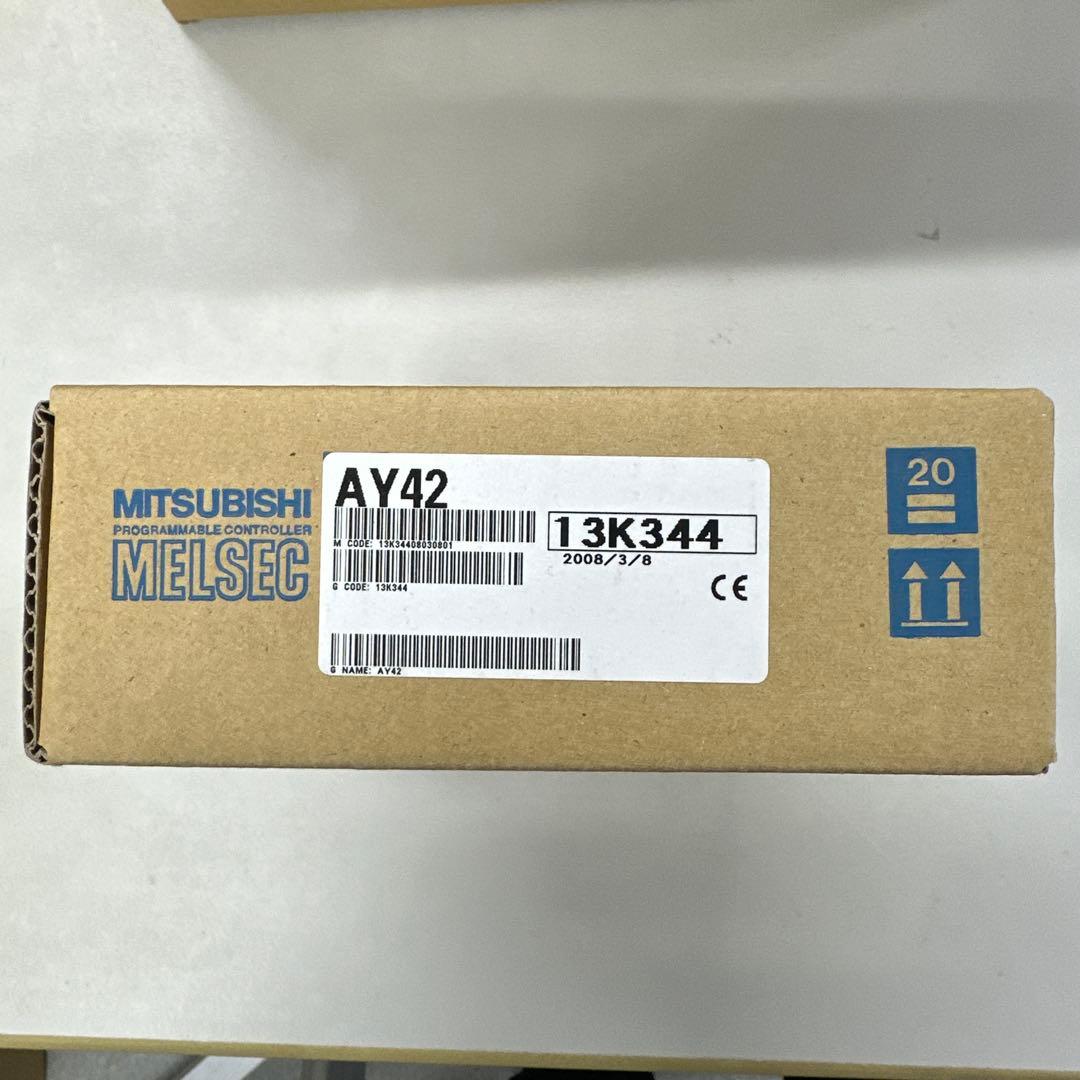 MITSUBISHI
PROGRAMMABLE CONTROLLER
MELSEC
AY42
M CODE: 13K34408030801
G CODE: 13K344
G NAME: AY42
13K344
2008/3/8
CE
20